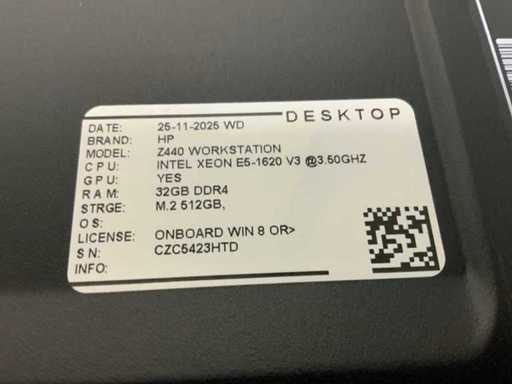 DESKTOP
DATE: 25-11-2025 WD
BRAND: HP
MODEL: Z440 WORKSTATION
CPU: INTEL XEON E5-1620 V3 @3.50GHZ
GPU: YES
RAM: 32GB DDR4
STRGE: M.2 512GB,
OS:
LICENSE: ONBOARD WIN 8 OR>
SN: CZC5423HTD
INFO: